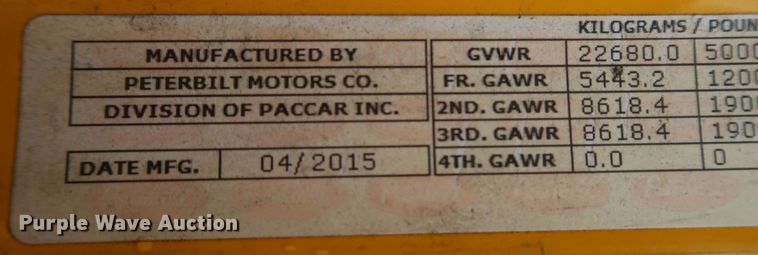 KILOGRAMS / POUN
MANUFACTURED BY GVWR 22680.0 5000
PETERBILT MOTORS CO. FR. GAWR 5443.2 1200
DIVISION OF PACCAR INC. 2ND. GAWR 8618.4 1900
3RD. GAWR 8618.4 190
DATE MFG. 04/2015 4TH. GAWR 0.0 0
Purple Wave Auction